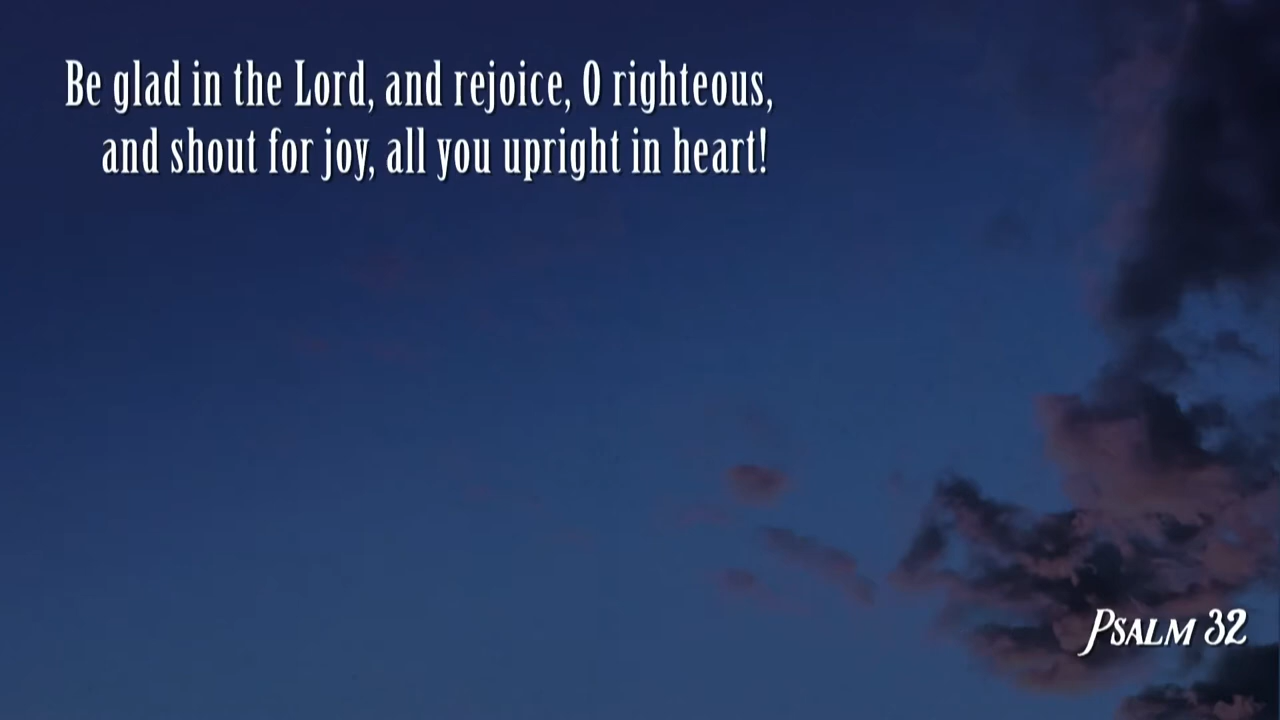 Be glad in the Lord, and rejoice, O righteous,
and shout for joy, all you upright in heart!
Psalm 32